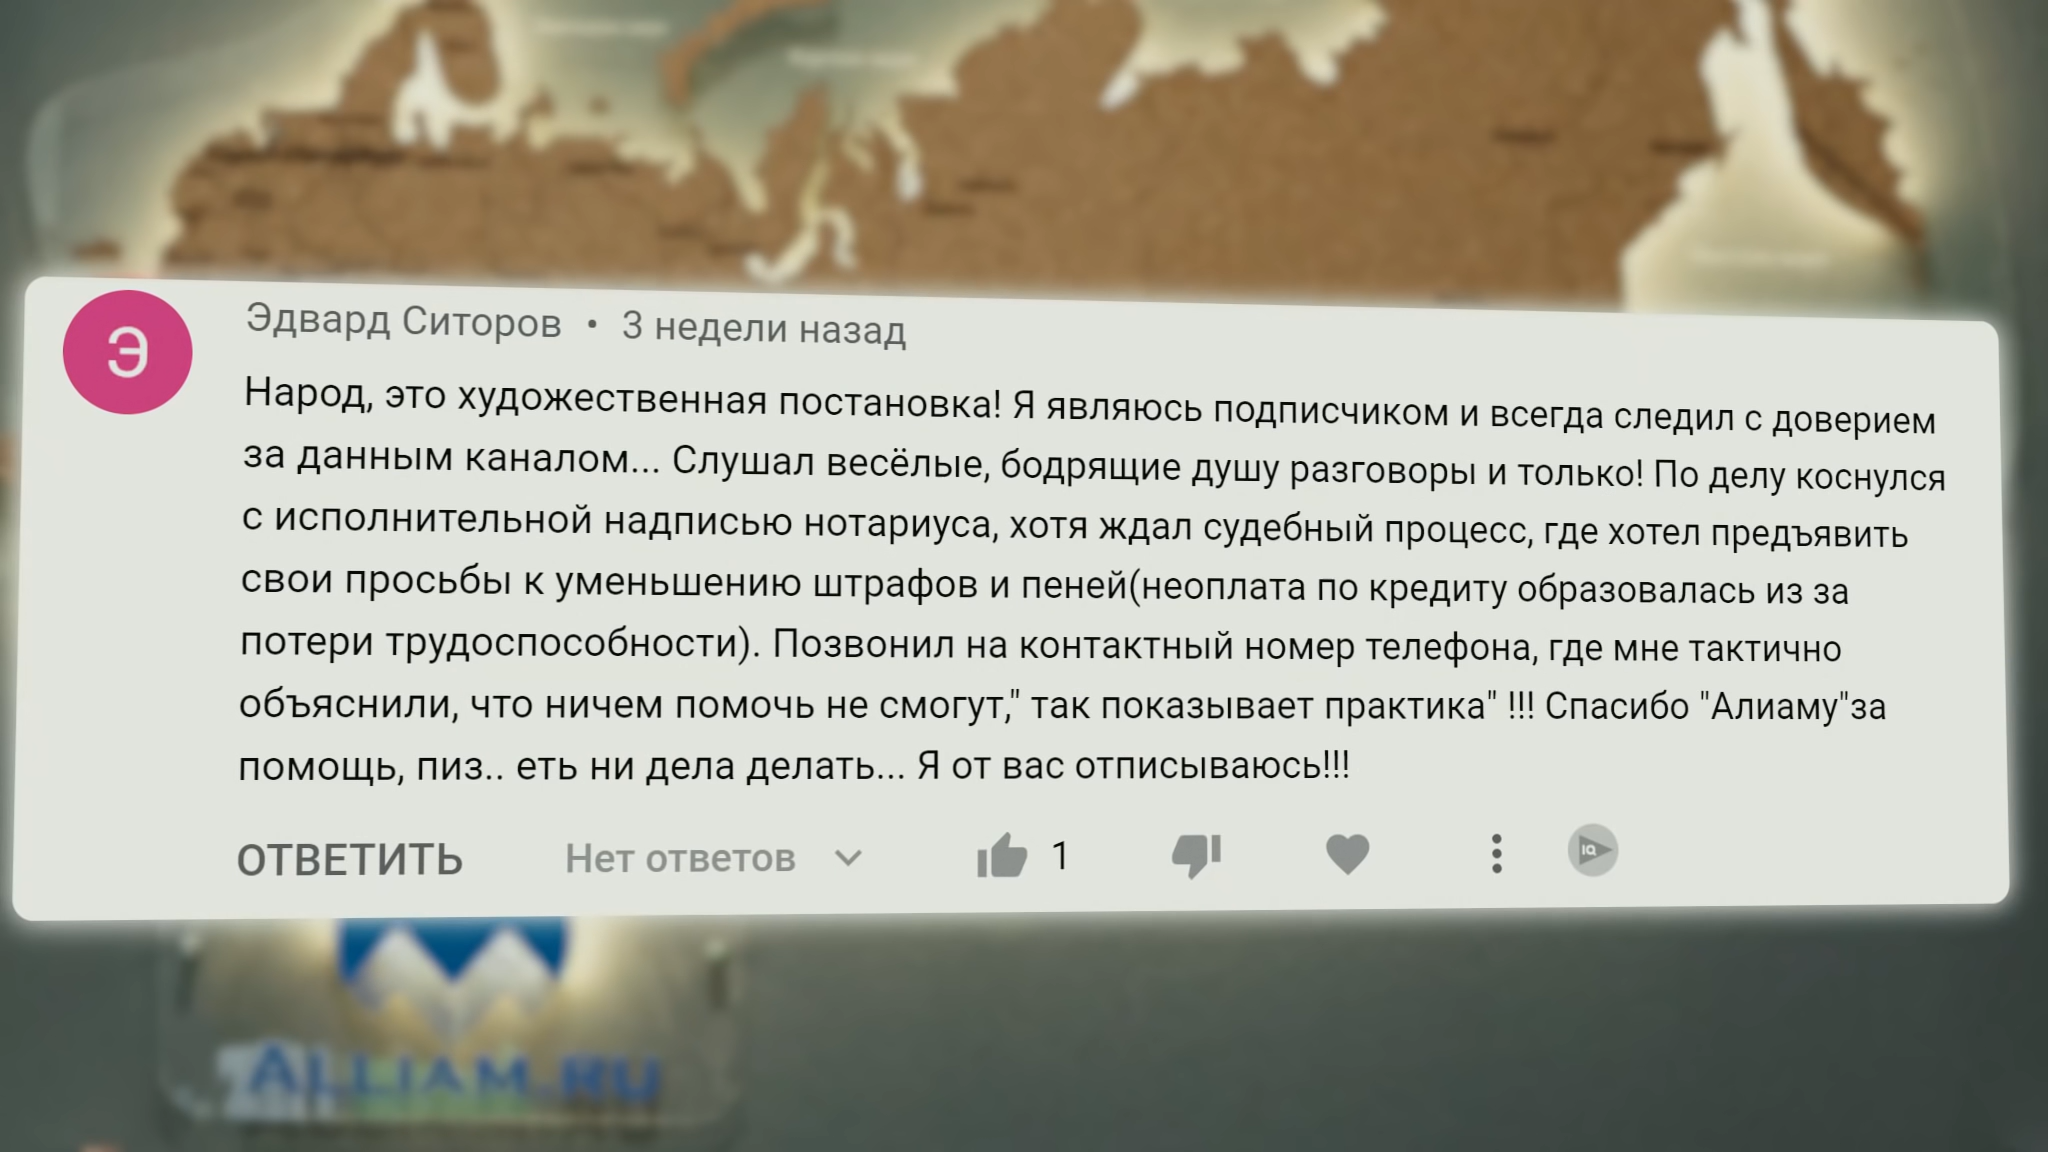 Э
Эдвард Ситоров • 3 недели назад
Народ, это художественная постановка! Я являюсь подписчиком и всегда следил с доверием
за данным каналом... Слушал весёлые, бодрящие душу разговоры и только! По делу коснулся
с исполнительной надписью нотариуса, хотя ждал судебный процесс, где хотел предъявить
свои просьбы к уменьшению штрафов и пеней(неоплата по кредиту образовалась из за
потери трудоспособности). Позвонил на контактный номер телефона, где мне тактично
объяснили, что ничем помочь не смогут," так показывает практика" !!! Спасибо "Алиаму"за
помощь, пиз.. еть ни дела делать... Я от вас отписываюсь!!!
ОТВЕТИТЬ Нет ответов 1 IQ
ALLIAM.RU